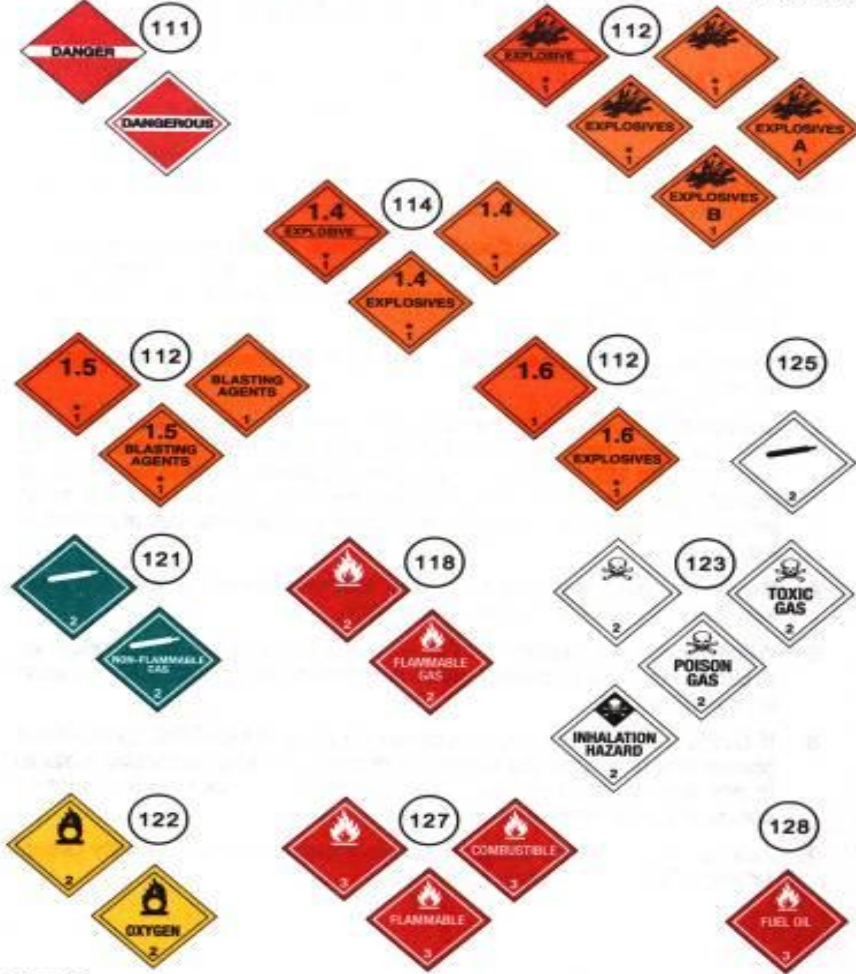 111
DANGER
DANGEROUS
112
EXPLOSIVE
*
1
*
1
EXPLOSIVES
*
1
EXPLOSIVES
A
1
EXPLOSIVES
B
1
114
1.4
EXPLOSIVE
*
1
1.4
*
1
1.4
EXPLOSIVES
*
1
112
1.5
*
1
BLASTING
AGENTS
1
1.5
BLASTING
AGENTS
*
1
112
1.6
1
1.6
EXPLOSIVES
*
1
125
2
121
2
NON-FLAMMABLE
GAS
2
118
2
FLAMMABLE
GAS
2
123
2
TOXIC
GAS
2
POISON
GAS
2
INHALATION
HAZARD
2
122
2
OXYGEN
2
127
3
COMBUSTIBLE
3
FLAMMABLE
3
128
FUEL OIL
3